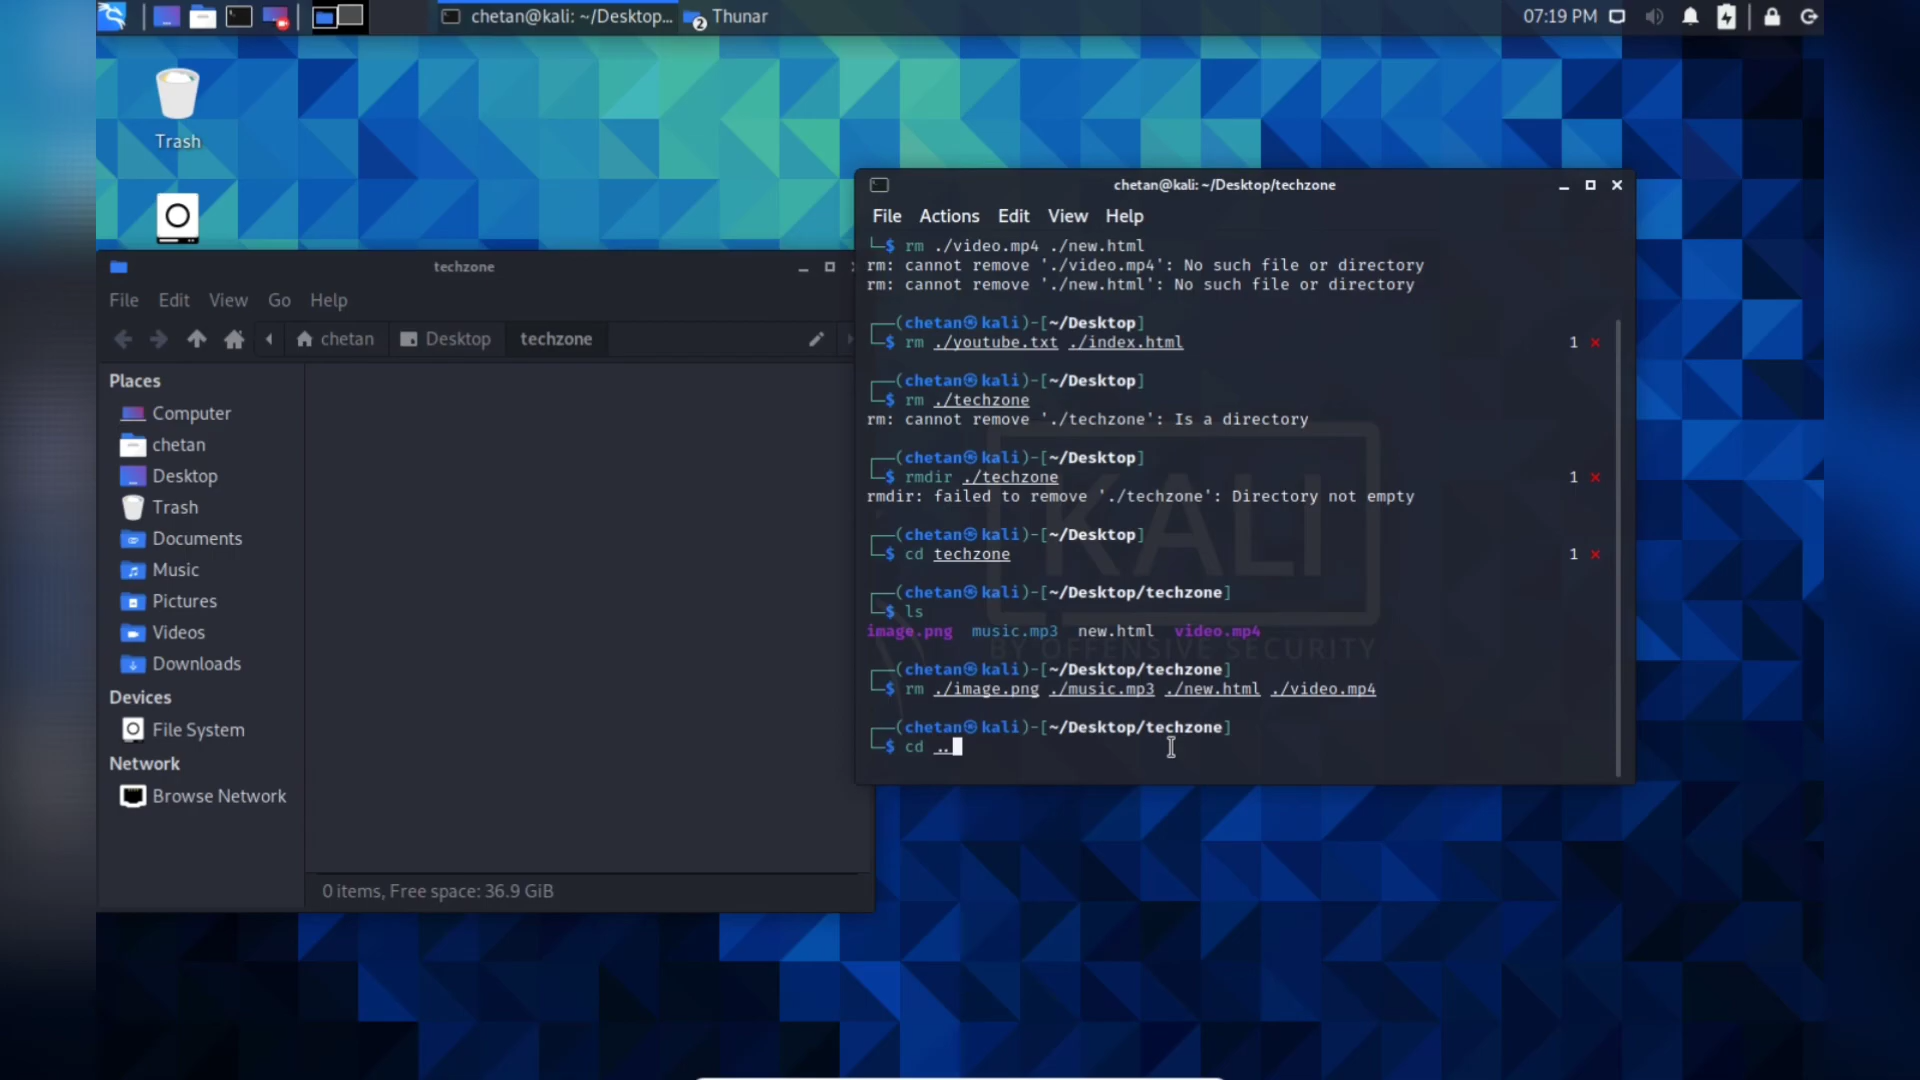 chetan@kali: ~/Desktop...
2
Thunar
07:19 PM
Trash
techzone
File Edit View Go Help
chetan Desktop techzone
Places
Computer
chetan
Desktop
Trash
Documents
Music
Pictures
Videos
Downloads
Devices
File System
Network
Browse Network
0 items, Free space: 36.9 GiB
chetan@kali: ~/Desktop/techzone
File Actions Edit View Help
└─$ rm ./video.mp4 ./new.html
rm: cannot remove './video.mp4': No such file or directory
rm: cannot remove './new.html': No such file or directory
┌──(chetan㉿kali)-[~/Desktop]
└─$ rm ./youtube.txt ./index.html 1 ⨯
┌──(chetan㉿kali)-[~/Desktop]
└─$ rm ./techzone
rm: cannot remove './techzone': Is a directory
┌──(chetan㉿kali)-[~/Desktop]
└─$ rmdir ./techzone 1 ⨯
rmdir: failed to remove './techzone': Directory not empty
┌──(chetan㉿kali)-[~/Desktop]
└─$ cd techzone 1 ⨯
┌──(chetan㉿kali)-[~/Desktop/techzone]
└─$ ls
image.png music.mp3 new.html video.mp4
┌──(chetan㉿kali)-[~/Desktop/techzone]
└─$ rm ./image.png ./music.mp3 ./new.html ./video.mp4
┌──(chetan㉿kali)-[~/Desktop/techzone]
└─$ cd ..
KALI
BY OFFENSIVE SECURITY